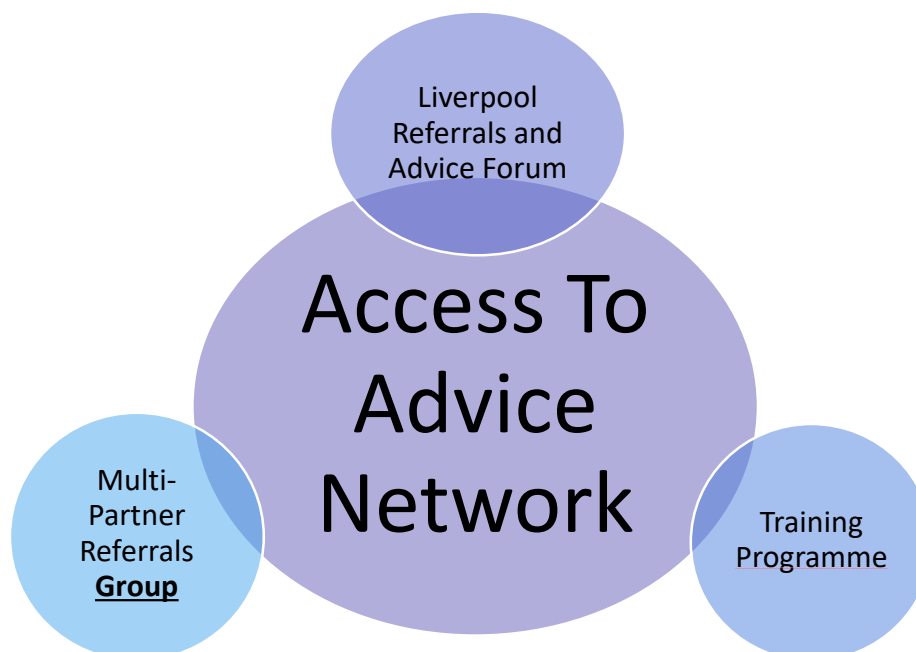 Liverpool
Referrals and
Advice Forum
Access To
Advice
Network
Multi-
Partner
Referrals
Group
Training
Programme